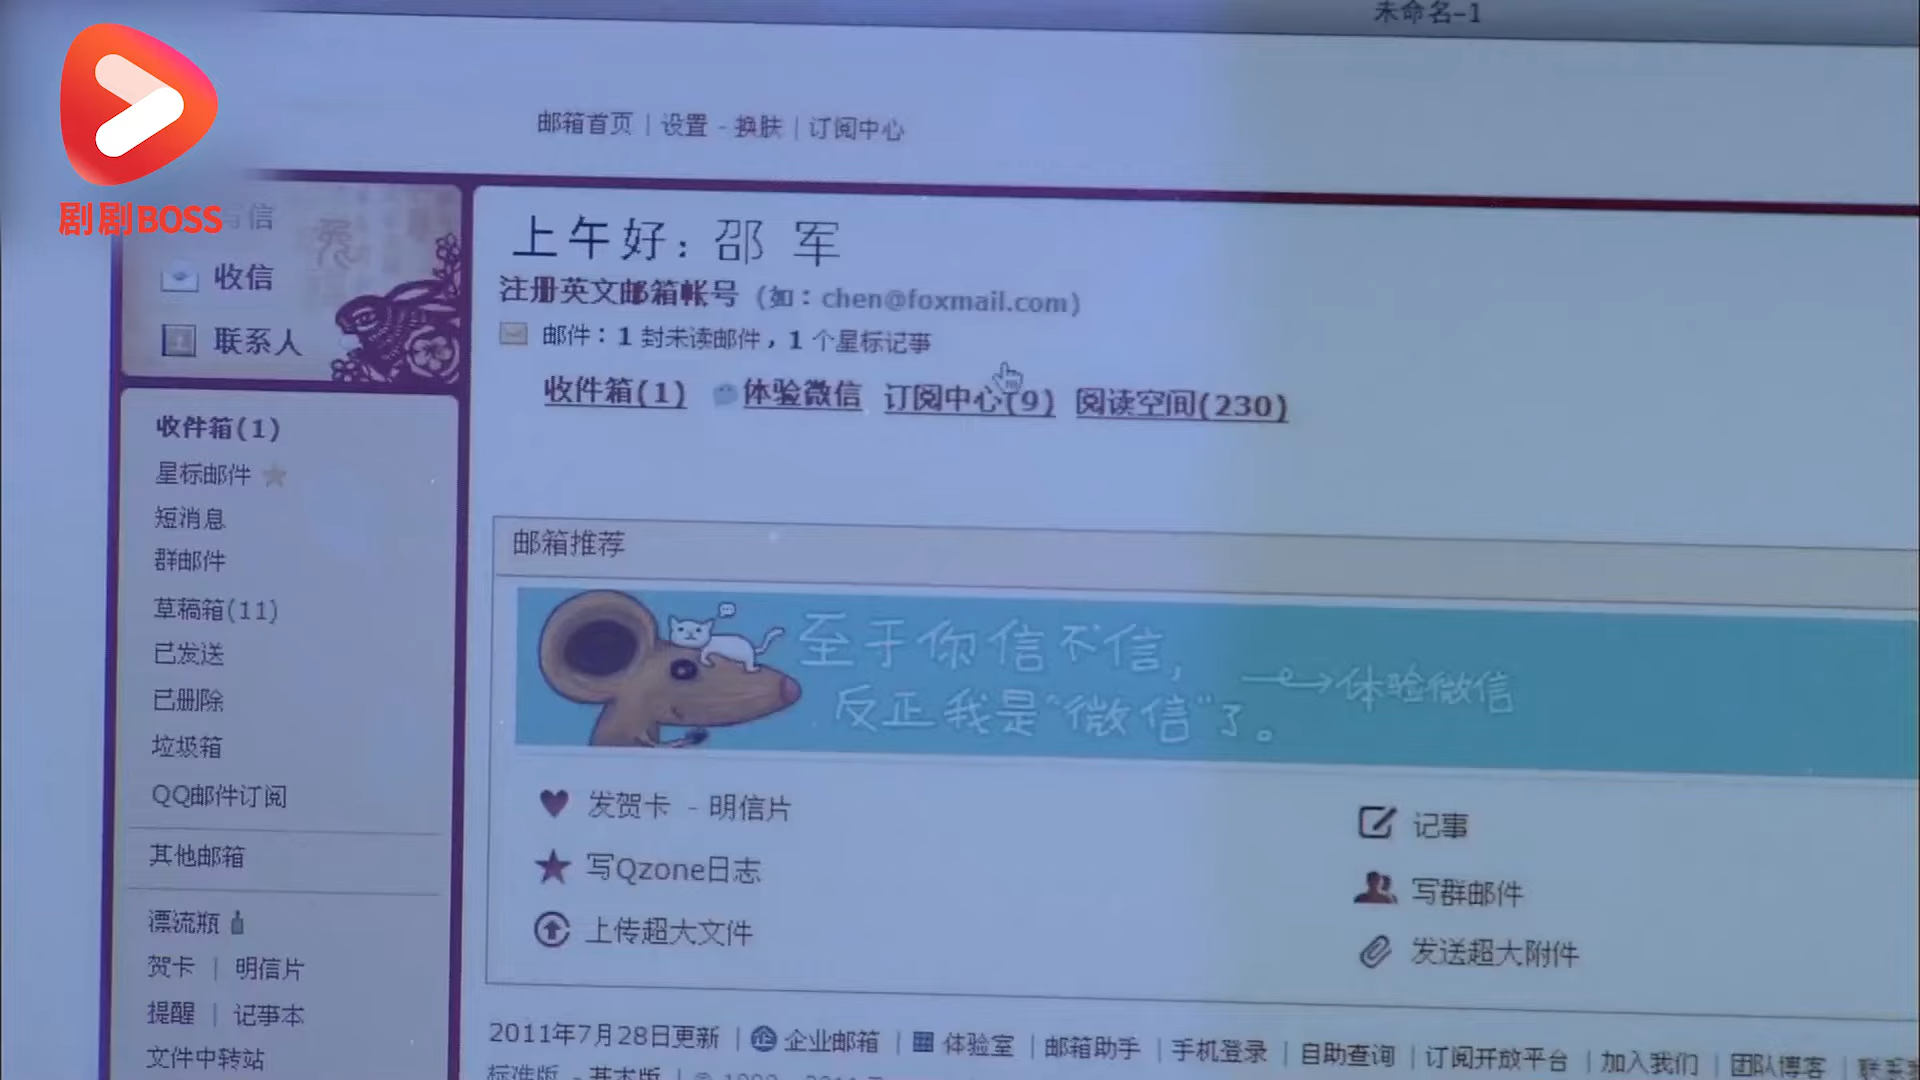 未命名-1
剧剧BOSS
邮箱首页 | 设置 - 换肤 | 订阅中心
写信
收信
联系人
上午好：邵 军
注册英文邮箱帐号 (如：chen@foxmail.com)
邮件：1 封未读邮件，1 个星标记事
收件箱(1) 体验微信 订阅中心(9) 阅读空间(230)
收件箱(1)
星标邮件
短消息
群邮件
草稿箱(11)
已发送
已删除
垃圾箱
QQ邮件订阅
其他邮箱
漂流瓶
贺卡 | 明信片
提醒 | 记事本
文件中转站
邮箱推荐
至于你信不信，
反正我是“微信”了。
体验微信
发贺卡 - 明信片
写Qzone日志
上传超大文件
记事
写群邮件
发送超大附件
2011年7月28日更新 | 企业邮箱 | 体验室 | 邮箱助手 | 手机登录 | 自助查询 | 订阅开放平台 | 加入我们 | 团队博客 |
标准版 - 基本版 |